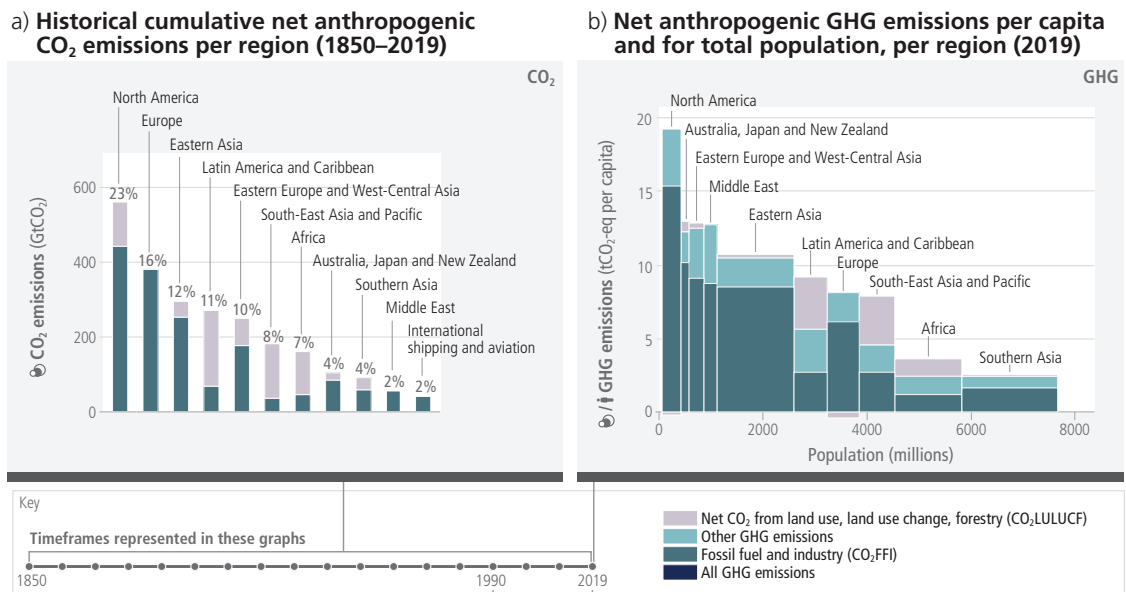 a) Historical cumulative net anthropogenic
CO₂ emissions per region (1850–2019)
CO₂
North America
Europe
Eastern Asia
Latin America and Caribbean
Eastern Europe and West-Central Asia
South-East Asia and Pacific
Africa
Australia, Japan and New Zealand
Southern Asia
Middle East
International
shipping and aviation
CO₂ emissions (GtCO₂)
600
400
200
0
23%
16%
12%
11%
10%
8%
7%
4%
4%
2%
2%
b) Net anthropogenic GHG emissions per capita
and for total population, per region (2019)
GHG
North America
Australia, Japan and New Zealand
Eastern Europe and West-Central Asia
Middle East
Eastern Asia
Latin America and Caribbean
Europe
South-East Asia and Pacific
Africa
Southern Asia
/ GHG emissions (tCO₂-eq per capita)
20
15
10
5
0
0
2000
4000
6000
8000
Population (millions)
Key
Timeframes represented in these graphs
1850
1990
2019
Net CO₂ from land use, land use change, forestry (CO₂LULUCF)
Other GHG emissions
Fossil fuel and industry (CO₂FFI)
All GHG emissions